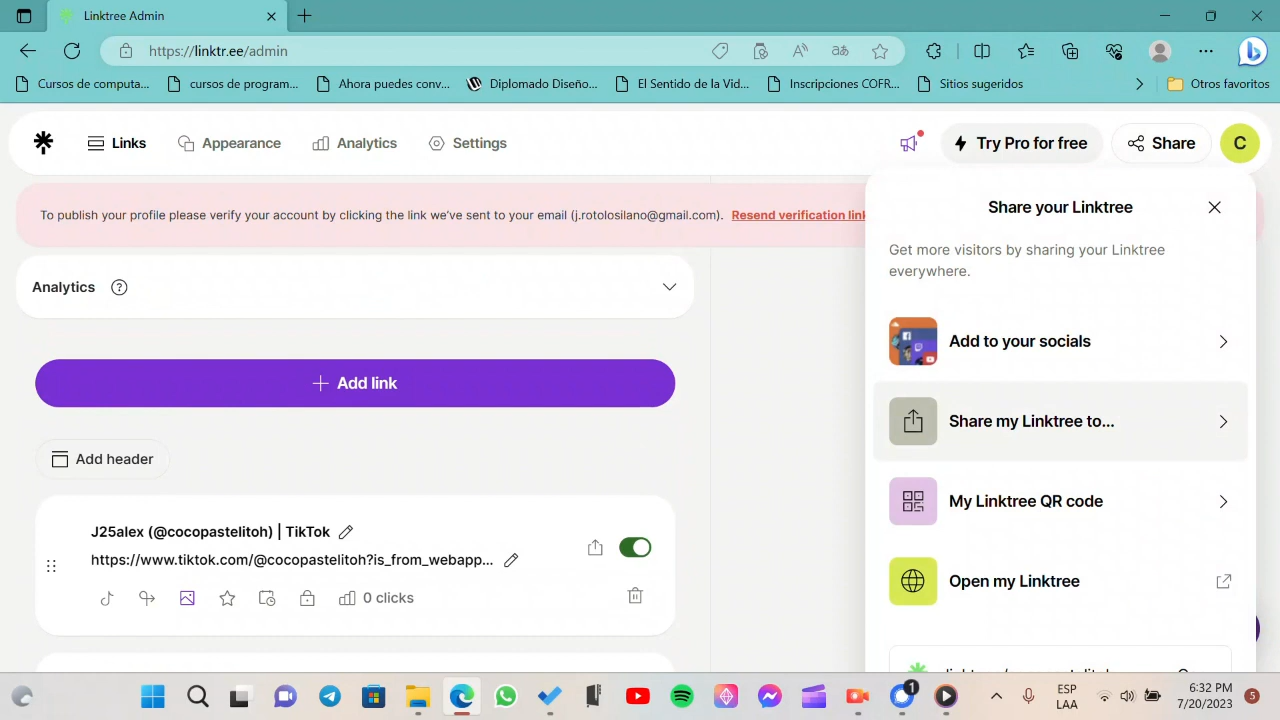 Linktree Admin
https://linktr.ee/admin
Cursos de computa...
cursos de program...
Ahora puedes conv...
Diplomado Diseño...
El Sentido de la Vid...
Inscripciones COFR...
Sitios sugeridos
Otros favoritos
Links
Appearance
Analytics
Settings
Try Pro for free
Share
C
To publish your profile please verify your account by clicking the link we've sent to your email (j.rotolosilano@gmail.com). Resend verification link
Share your Linktree
Get more visitors by sharing your Linktree
everywhere.
Analytics
Add to your socials
Add link
Share my Linktree to...
Add header
My Linktree QR code
J25alex (@cocopastelitoh) | TikTok
https://www.tiktok.com/@cocopastelitoh?is_from_webapp...
0 clicks
Open my Linktree
1
ESP
LAA
6:32 PM
7/20/2023
5